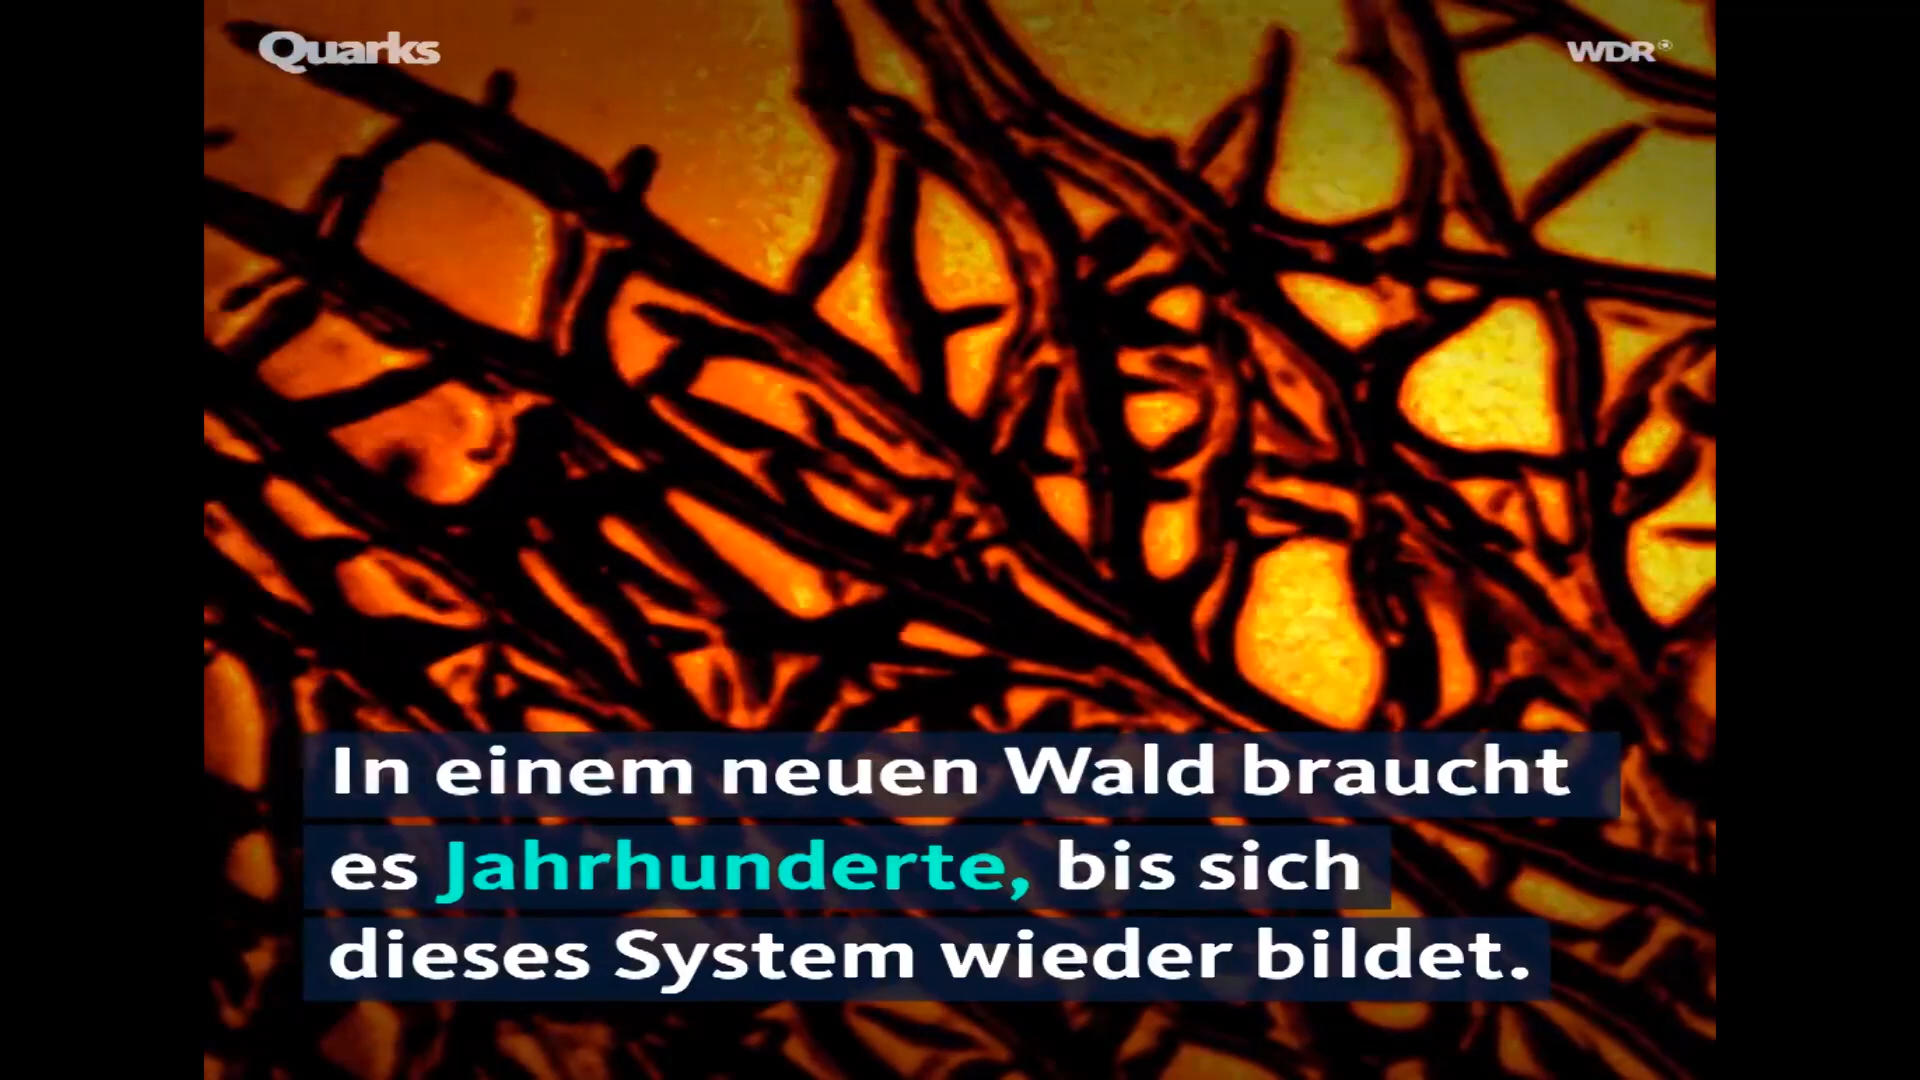 Quarks
WDR
In einem neuen Wald braucht
es Jahrhunderte, bis sich
dieses System wieder bildet.